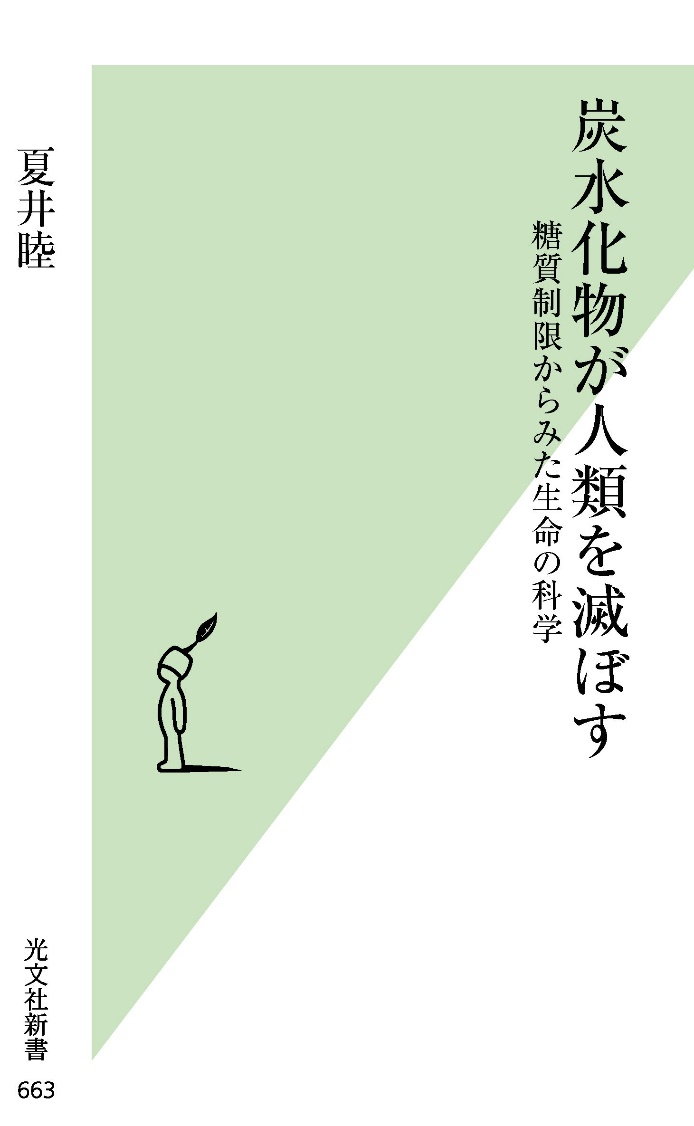 炭水化物が人類を滅ぼす
糖質制限からみた生命の科学
夏井睦
光文社新書
663